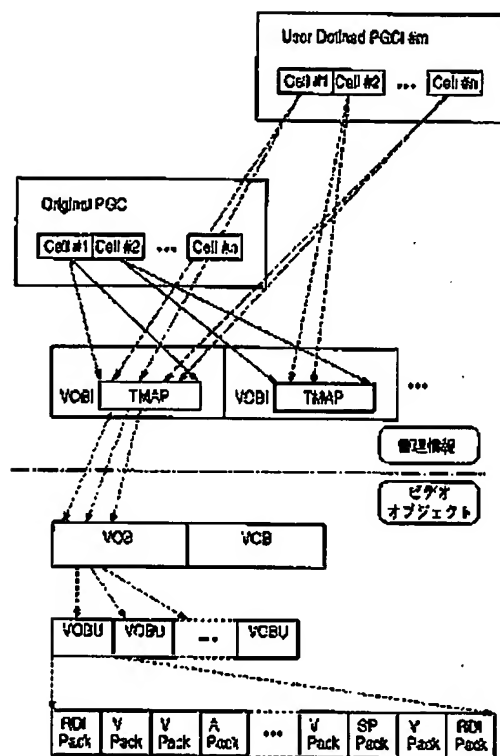 User Defined PGCI #m
Cell #1 Cell #2 ••• Cell #n
Original PGC
Cell #1 Cell #2 ••• Cell #n
VOBI TMAP VOBI TMAP •••
管理情報
ビデオ
オブジェクト
VOB VOB
VOBU VOBU ••• VOBU
RDI Pack V Pack V Pack A Pack ••• V Pack SP Pack V Pack RDI Pack